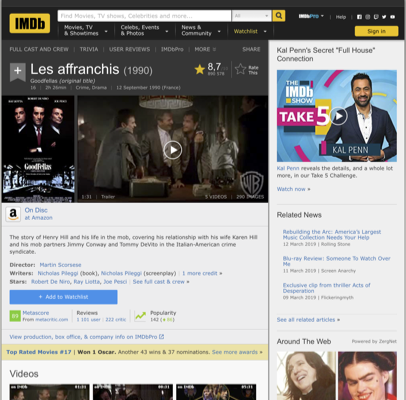 IMDb
Find Movies, TV shows, Celebrities and more...
All
IMDbPro
Help
Movies, TV
& Showtimes
Celebs, Events
& Photos
News &
Community
Watchlist
Sign in
FULL CAST AND CREW | TRIVIA | USER REVIEWS | IMDbPro | MORE
SHARE
Les affranchis (1990)
Goodfellas (original title)
16 | 2h 26min | Crime, Drama | 12 September 1990 (France)
8,7
Rate
This
GoodFellas
1:31 | Trailer
6 VIDEOS | 290 IMAGES
On Disc
at Amazon
The story of Henry Hill and his life in the mob, covering his relationship with his wife Karen Hill
and his mob partners Jimmy Conway and Tommy DeVito in the Italian-American crime
syndicate.
Director: Martin Scorsese
Writers: Nicholas Pileggi (book), Nicholas Pileggi (screenplay) | 1 more credit »
Stars: Robert De Niro, Ray Liotta, Joe Pesci | See full cast & crew »
+ Add to Watchlist
Metascore
From metacritic.com
Reviews
1 101 user | 222 critic
Popularity
142
View production, box office, & company info on IMDbPro
Top Rated Movies #17 | Won 1 Oscar. Another 43 wins & 37 nominations. See more awards »
Videos
Kal Penn's Secret "Full House"
Connection
THE
IMDb
SHOW
TAKE 5
KAL PENN
Kal Penn reveals the details, and a whole lot
more, in our Take 5 Challenge.
Watch now »
Related News
Rebuilding the Arc: America's Largest
Music Collection Needs Your Help
12 March 2019 | Rolling Stone
Blu-ray Review: Someone To Watch Over
Me
11 March 2019 | Screen Anarchy
Exclusive clip from thriller Acts of
Desperation
09 March 2019 | Flickeringmyth
See all related articles »
Around The Web
Powered by ZergNet